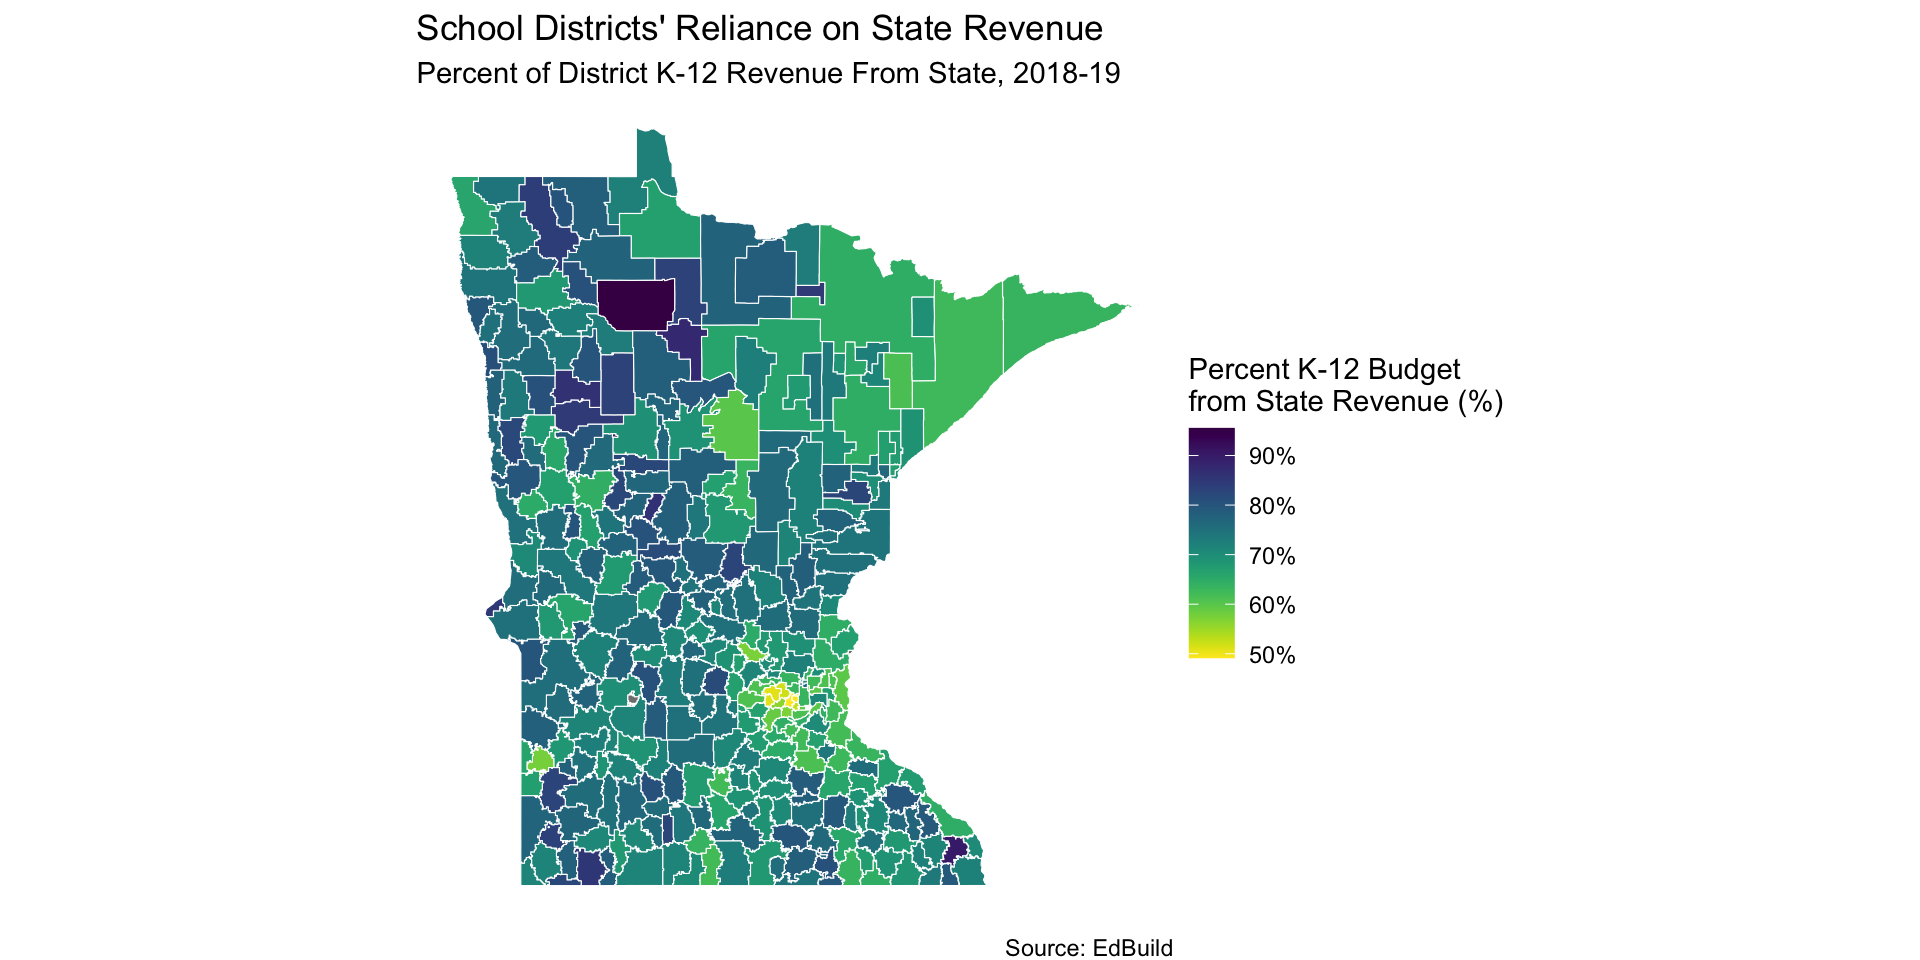 School Districts' Reliance on State Revenue
Percent of District K-12 Revenue From State, 2018-19
Percent K-12 Budget
from State Revenue (%)
90%
80%
70%
60%
50%
Source: EdBuild